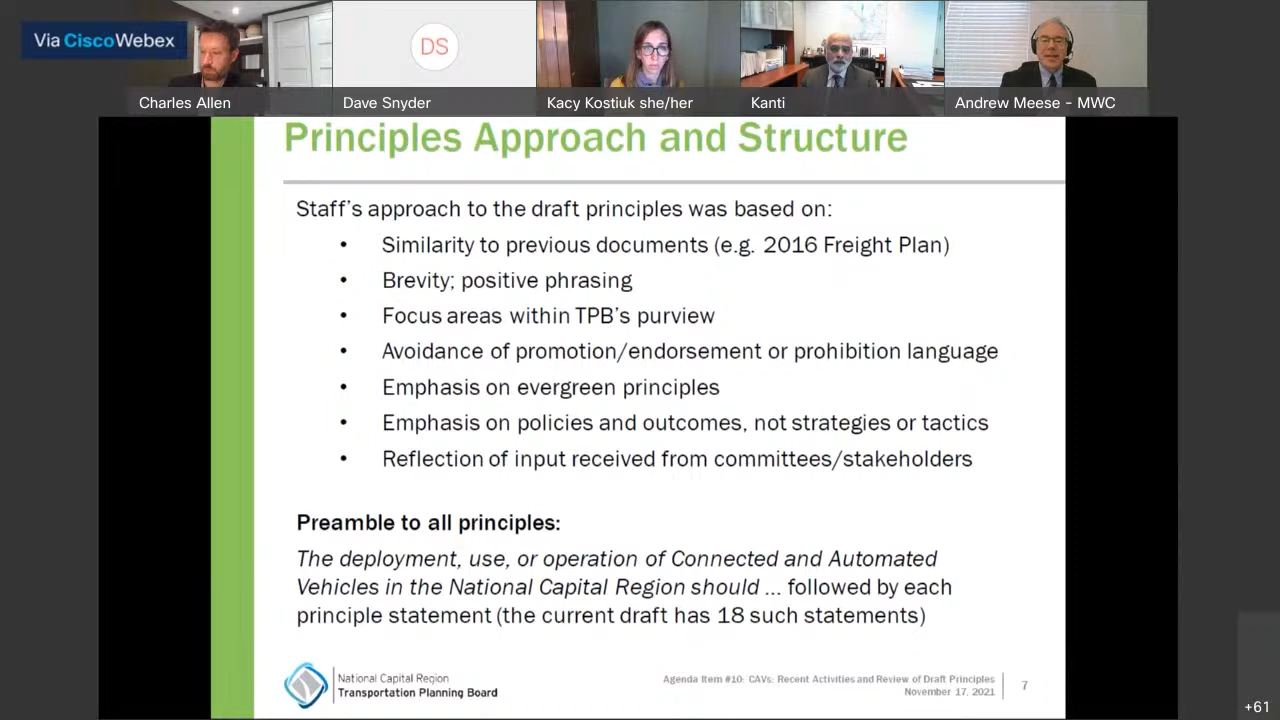 Via CiscoWebex
DS
Charles Allen
Dave Snyder
Kacy Kostiuk she/her
Kanti
Andrew Meese - MWC
Principles Approach and Structure
Staff's approach to the draft principles was based on:
• Similarity to previous documents (e.g. 2016 Freight Plan)
• Brevity; positive phrasing
• Focus areas within TPB's purview
• Avoidance of promotion/endorsement or prohibition language
• Emphasis on evergreen principles
• Emphasis on policies and outcomes, not strategies or tactics
• Reflection of input received from committees/stakeholders
Preamble to all principles:
The deployment, use, or operation of Connected and Automated
Vehicles in the National Capital Region should ... followed by each
principle statement (the current draft has 18 such statements)
National Capital Region
Transportation Planning Board
Agenda Item #10: CAVs: Recent Activities and Review of Draft Principles
November 17, 2021
7
+61